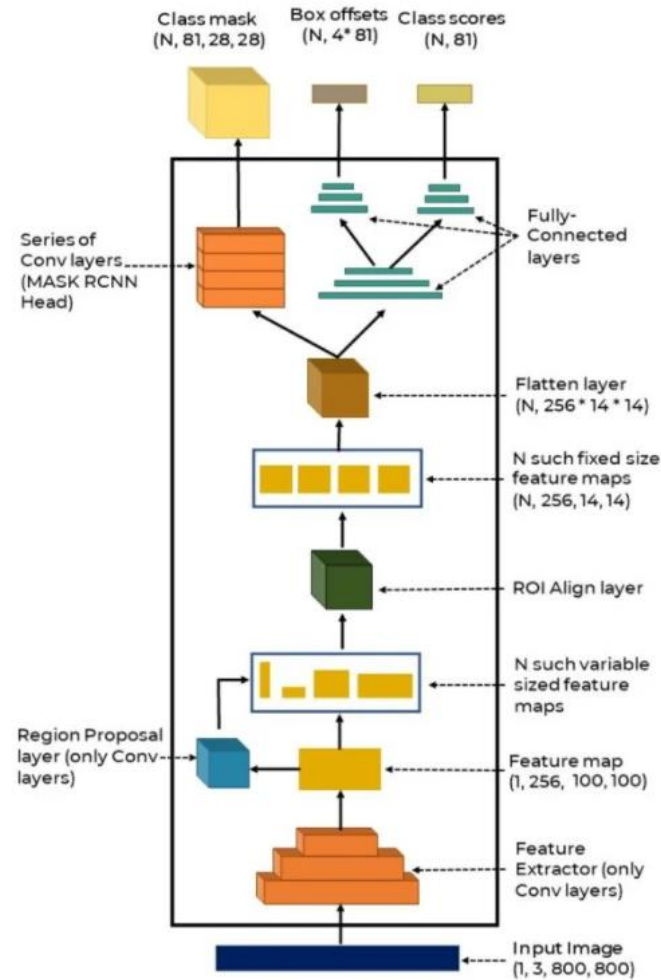 Class mask
(N, 81, 28, 28)
Box offsets
(N, 4* 81)
Class scores
(N, 81)
Series of
Conv layers
(MASK RCNN
Head)
Fully-
Connected
layers
Flatten layer
(N, 256 * 14 * 14)
N such fixed size
feature maps
(N, 256, 14, 14)
ROI Align layer
N such variable
sized feature
maps
Region Proposal
layer (only Conv
layers)
Feature map
(1, 256, 100, 100)
Feature
Extractor (only
Conv layers)
Input Image
(1, 3, 800, 800)